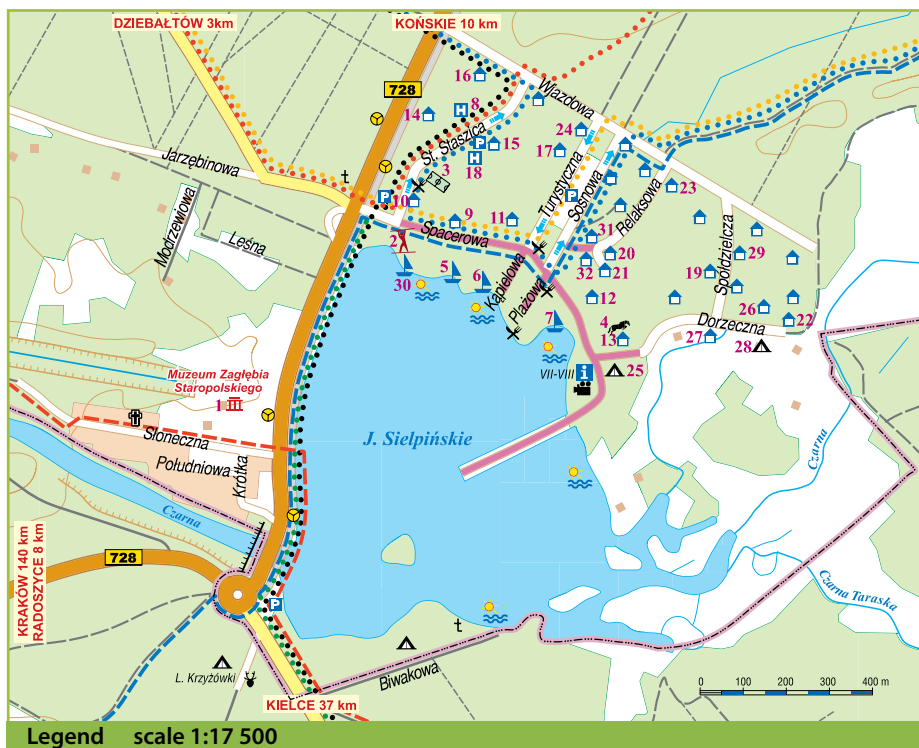 DZIEBAŁTÓW 3km
KOŃSKIE 10 km
728
16
8
H
14
St. Staszica
P
15
H
18
3
Wjazdowa
24
17
Turystyczna
P
Sosnowa
Relaksowa
23
Jarzębinowa
P
10
9
11
Spacerowa
2
30
5
6
Kąpielowa
Plażowa
7
31
32
20
21
12
Spółdzielcza
29
19
26
22
4
13
Dorzeczna
27
28
Modrzewiowa
Leśna
VII-VIII
i
25
Muzeum Zagłębia
Staropolskiego
1
Słoneczna
Południowa
Krótka
J. Sielpińskie
Czarna
Czarna
KRAKÓW 140 km
RADOSZYCE 8 km
728
P
Czarna Taraska
L. Krzyżówki
Biwakowa
KIELCE 37 km
0 100 200 300 400 m
Legend scale 1:17 500